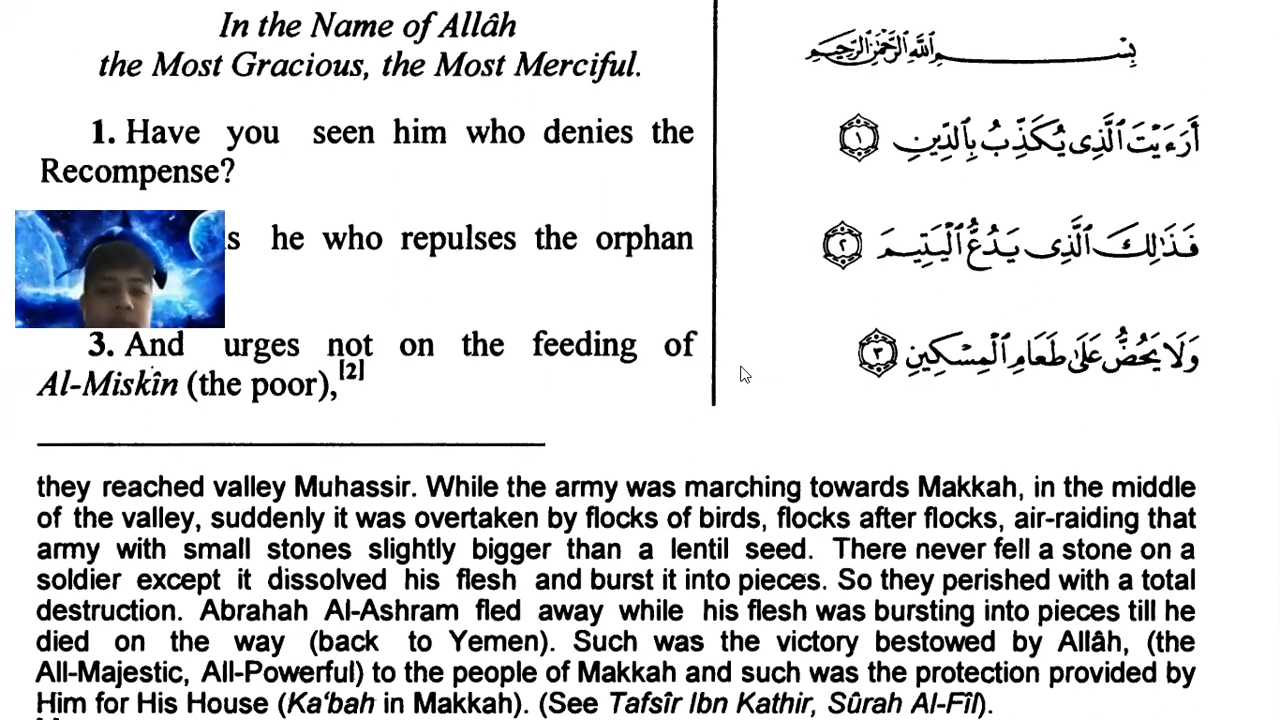 In the Name of Allâh
the Most Gracious, the Most Merciful.
1. Have you seen him who denies the
Recompense?
he who repulses the orphan
3. And urges not on the feeding of
Al-Miskîn (the poor),[2]
بِسْمِ اللَّهِ الرَّحْمَٰنِ الرَّحِيمِ
أَرَءَيْتَ ٱلَّذِى يُكَذِّبُ بِٱلدِّينِ ١
فَذَٰلِكَ ٱلَّذِى يَدُعُّ ٱلْيَتِيمَ ٢
وَلَا يَحُضُّ عَلَىٰ طَعَامِ ٱلْمِسْكِينِ ٣
they reached valley Muhassir. While the army was marching towards Makkah, in the middle
of the valley, suddenly it was overtaken by flocks of birds, flocks after flocks, air-raiding that
army with small stones slightly bigger than a lentil seed. There never fell a stone on a
soldier except it dissolved his flesh and burst it into pieces. So they perished with a total
destruction. Abrahah Al-Ashram fled away while his flesh was bursting into pieces till he
died on the way (back to Yemen). Such was the victory bestowed by Allâh, (the
All-Majestic, All-Powerful) to the people of Makkah and such was the protection provided by
Him for His House (Ka'bah in Makkah). (See Tafsîr Ibn Kathir, Sûrah Al-Fîl).